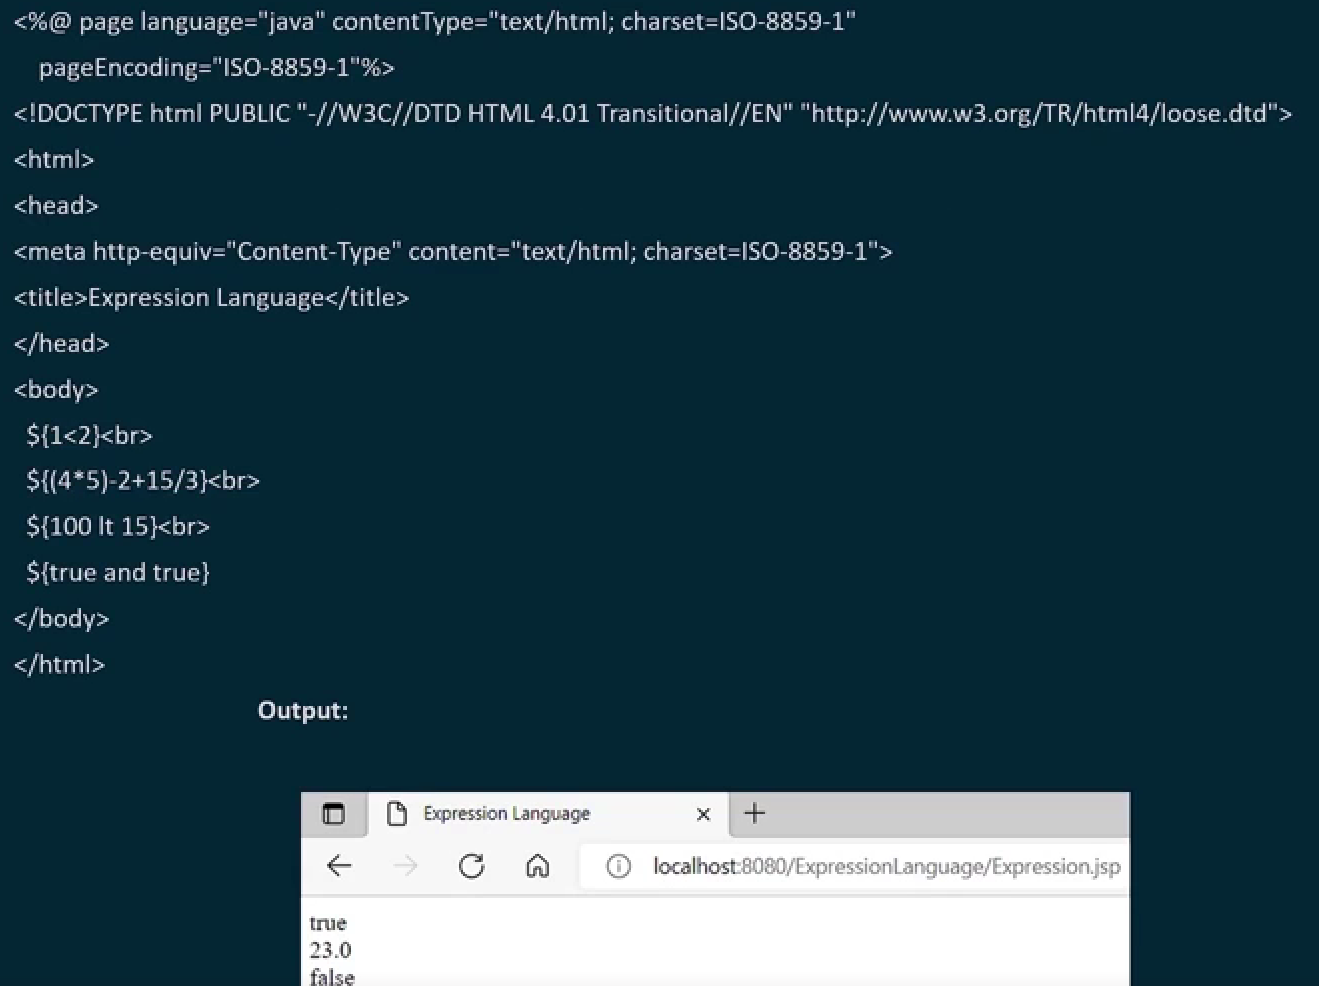 <%@ page language="java" contentType="text/html; charset=ISO-8859-1"
pageEncoding="ISO-8859-1"%>
<!DOCTYPE html PUBLIC "-//W3C//DTD HTML 4.01 Transitional//EN" "http://www.w3.org/TR/html4/loose.dtd">
<html>
<head>
<meta http-equiv="Content-Type" content="text/html; charset=ISO-8859-1">
<title>Expression Language</title>
</head>
<body>
${1<2}<br>
${(4*5)-2+15/3}<br>
${100 lt 15}<br>
${true and true}
</body>
</html>
Output:
Expression Language
localhost:8080/ExpressionLanguage/Expression.jsp
true
23.0
false